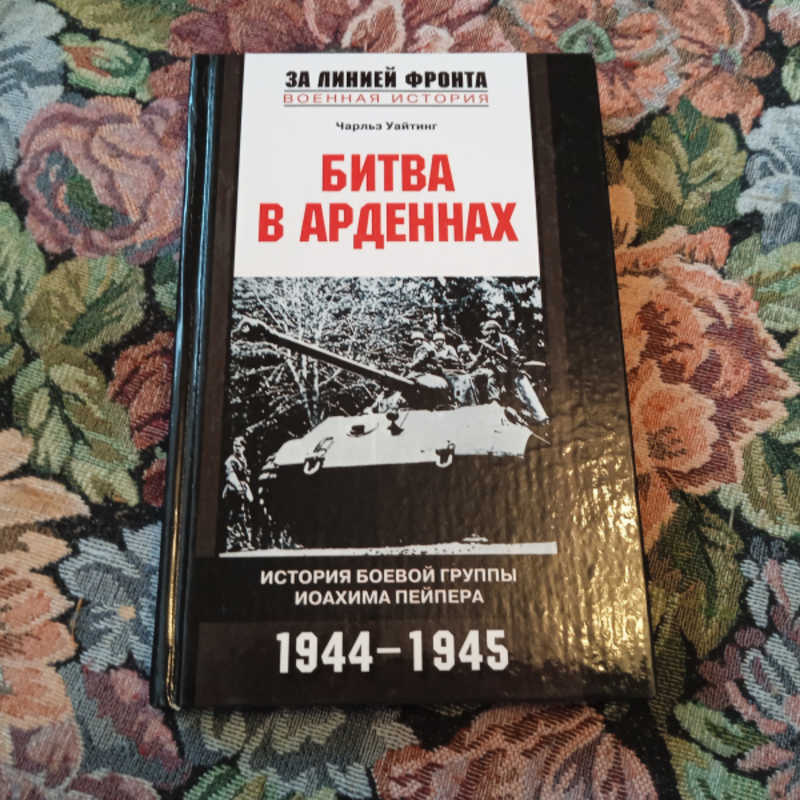 ЗА ЛИНИЕЙ ФРОНТА
ВОЕННАЯ ИСТОРИЯ
Чарльз Уайтинг
БИТВА
В АРДЕННАХ
ИСТОРИЯ БОЕВОЙ ГРУППЫ
ИОАХИМА ПЕЙПЕРА
1944–1945